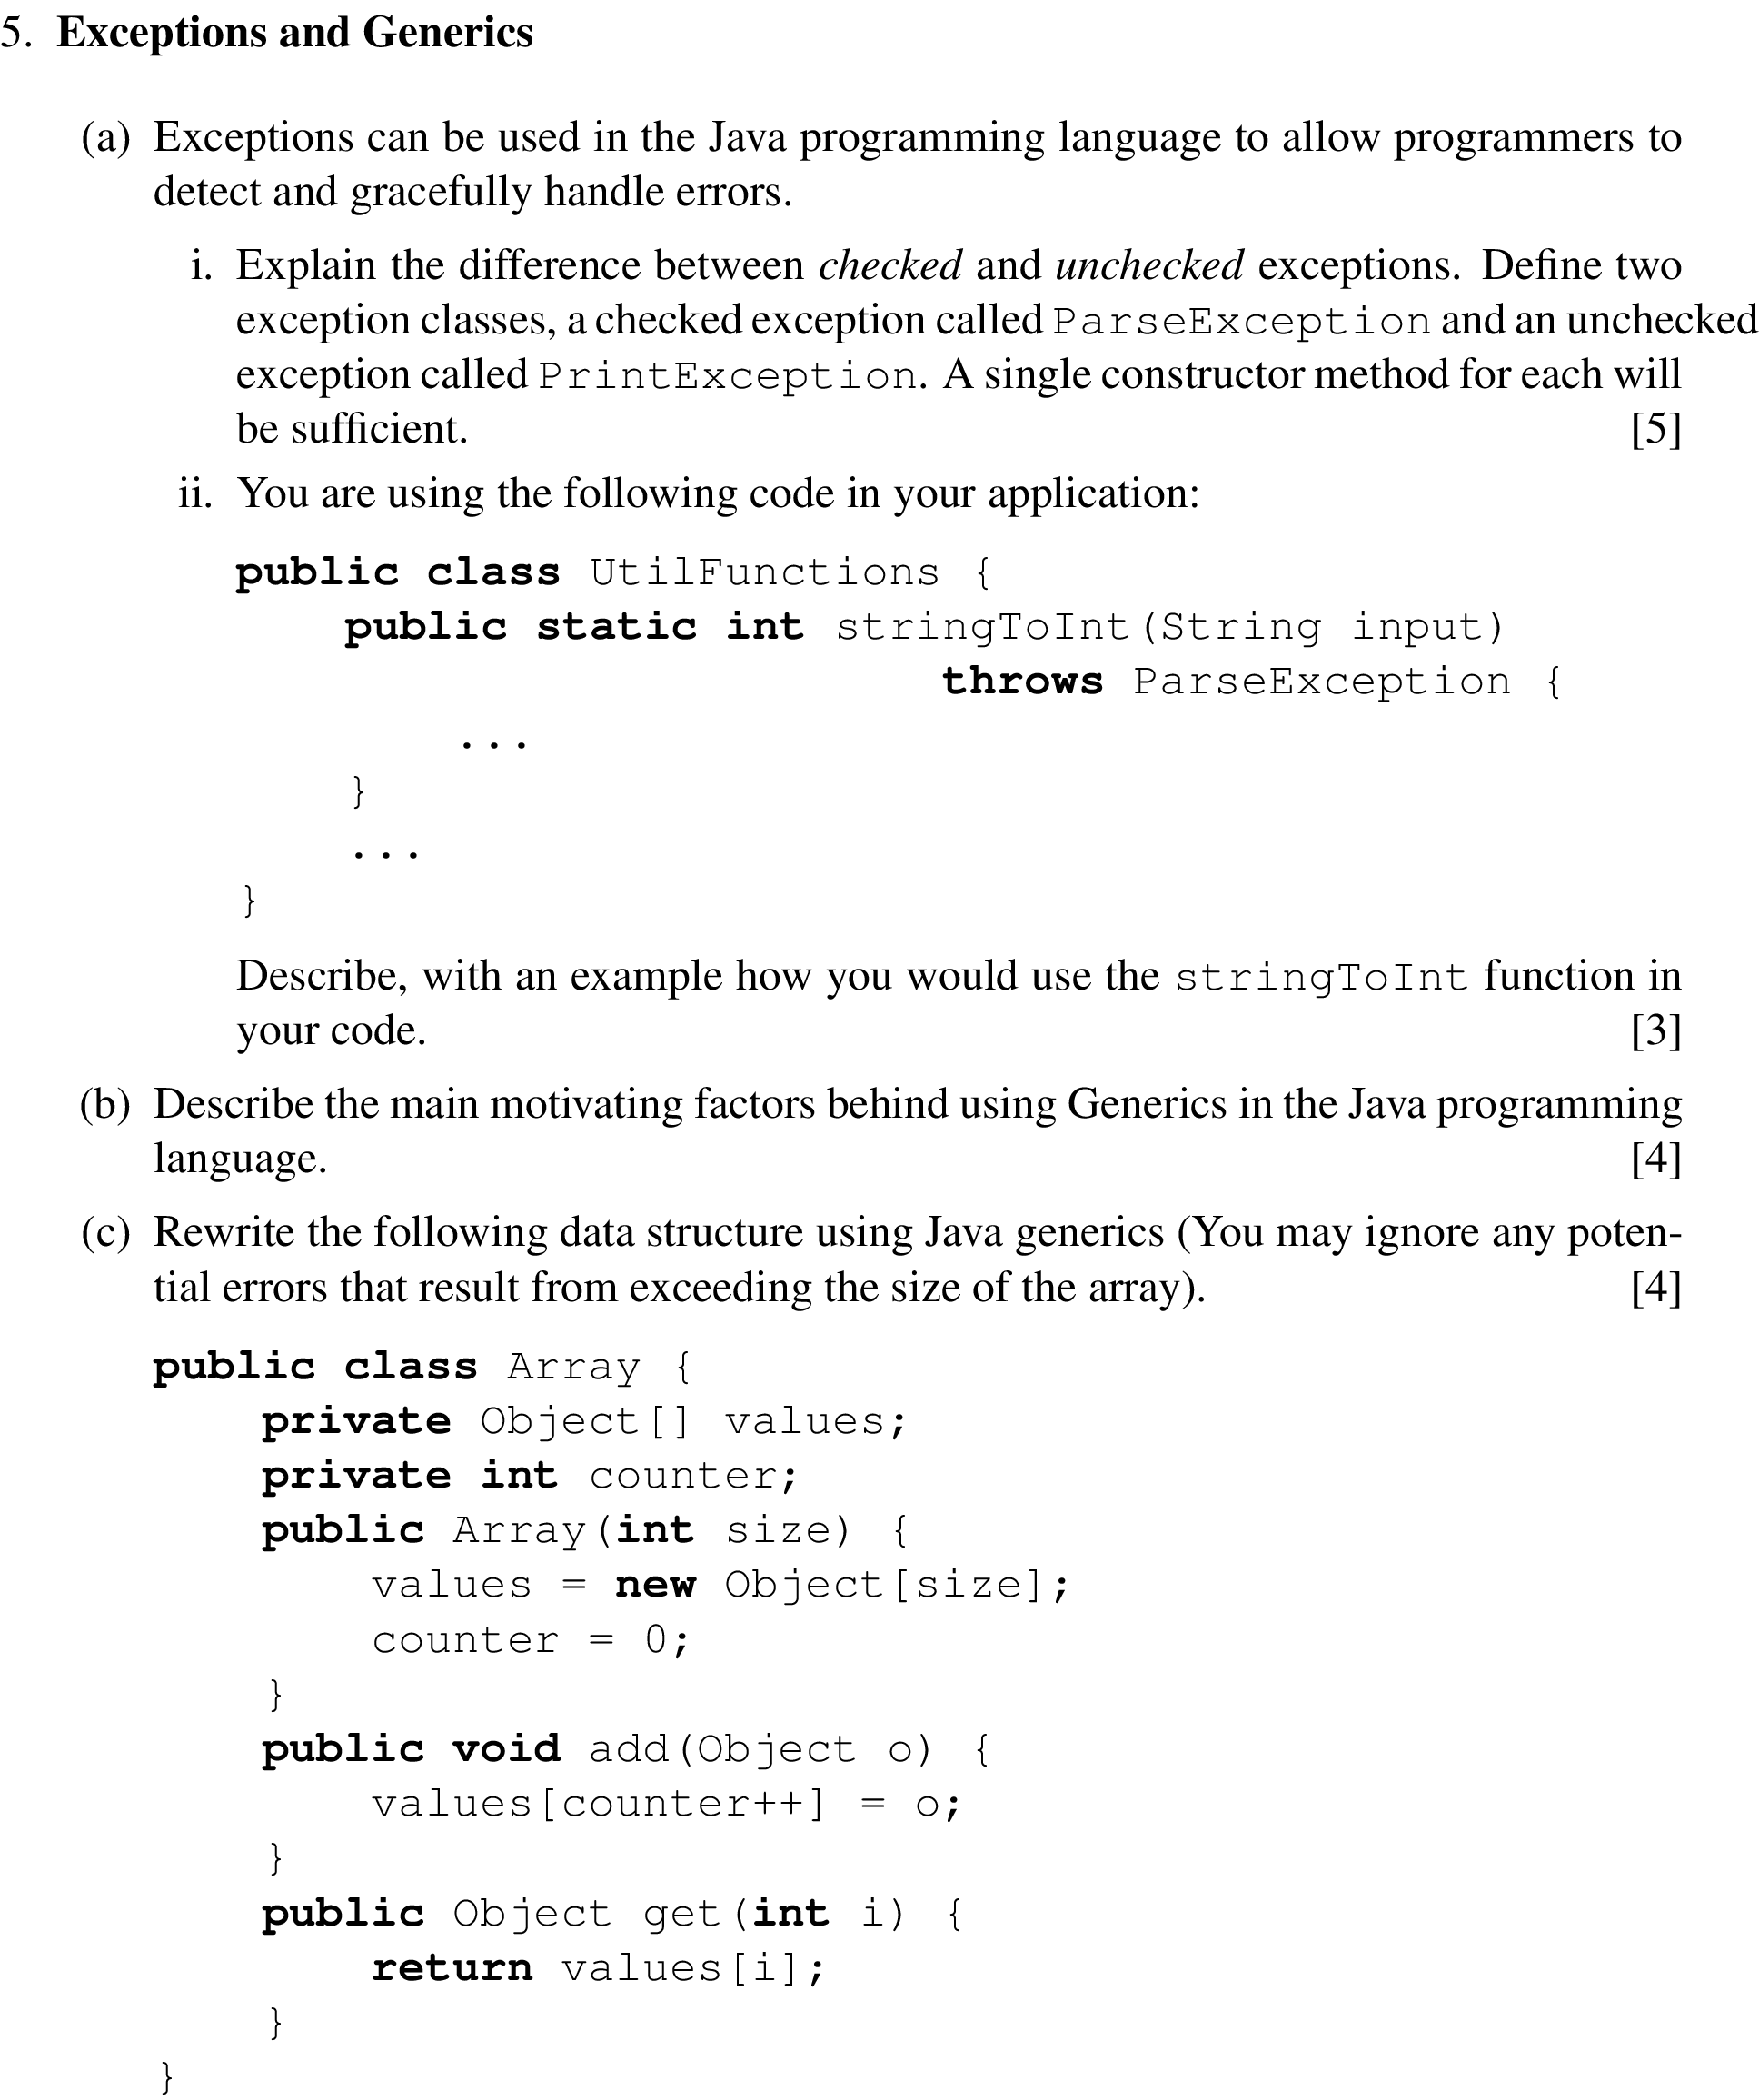 5. Exceptions and Generics
(a) Exceptions can be used in the Java programming language to allow programmers to
detect and gracefully handle errors.
i. Explain the difference between checked and unchecked exceptions. Define two
exception classes, a checked exception called ParseException and an unchecked
exception called PrintException. A single constructor method for each will
be sufficient. [5]
ii. You are using the following code in your application:
public class UtilFunctions {
    public static int stringToInt(String input)
                          throws ParseException {
        ...
    }
    ...
}
Describe, with an example how you would use the stringToInt function in
your code. [3]
(b) Describe the main motivating factors behind using Generics in the Java programming
language. [4]
(c) Rewrite the following data structure using Java generics (You may ignore any poten-
tial errors that result from exceeding the size of the array). [4]
public class Array {
    private Object[] values;
    private int counter;
    public Array(int size) {
        values = new Object[size];
        counter = 0;
    }
    public void add(Object o) {
        values[counter++] = o;
    }
    public Object get(int i) {
        return values[i];
    }
}